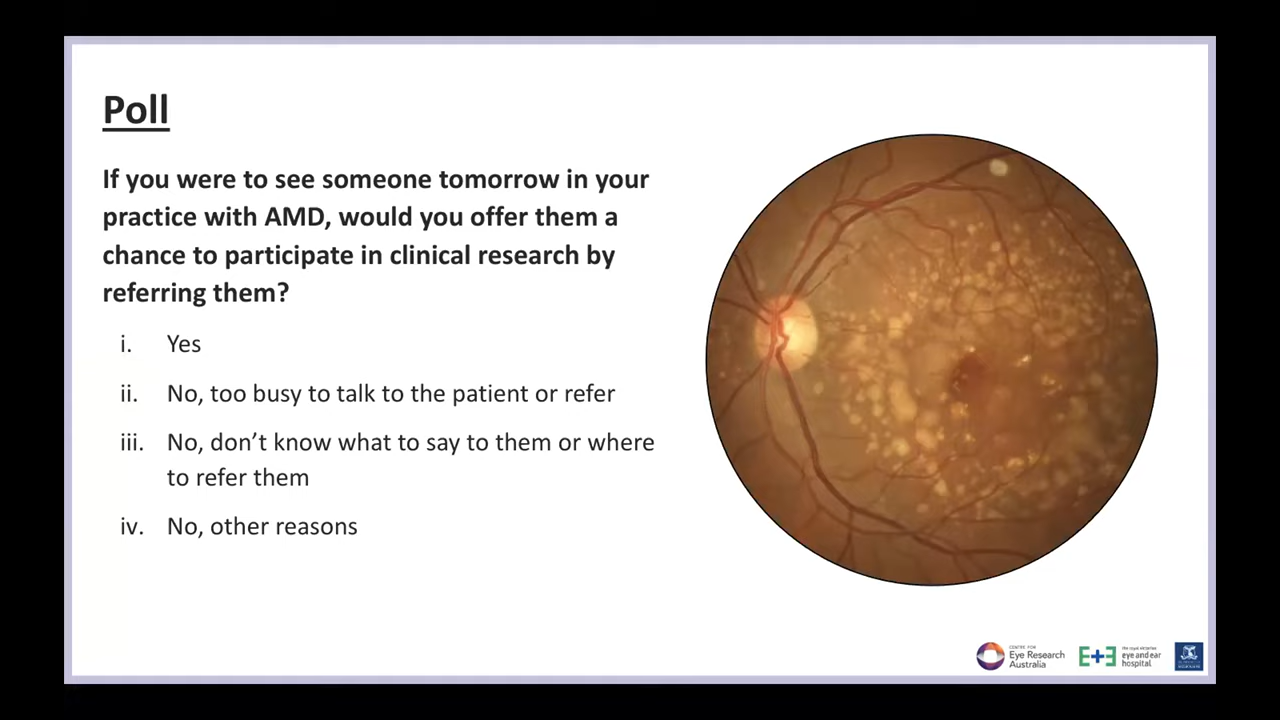 Poll
If you were to see someone tomorrow in your
practice with AMD, would you offer them a
chance to participate in clinical research by
referring them?
i. Yes
ii. No, too busy to talk to the patient or refer
iii. No, don’t know what to say to them or where
to refer them
iv. No, other reasons
CENTRE FOR
Eye Research
Australia
eye and ear
hospital